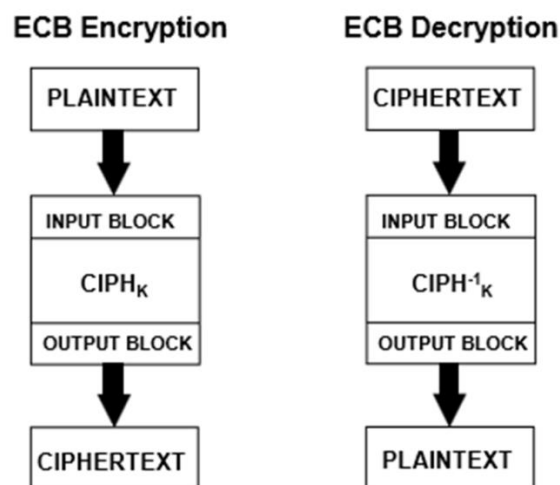 ECB Encryption
PLAINTEXT
INPUT BLOCK
CIPHK
OUTPUT BLOCK
CIPHERTEXT
ECB Decryption
CIPHERTEXT
INPUT BLOCK
CIPH-1K
OUTPUT BLOCK
PLAINTEXT